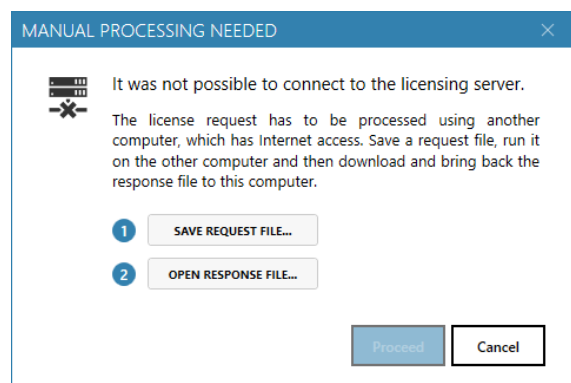 MANUAL PROCESSING NEEDED
It was not possible to connect to the licensing server.
The license request has to be processed using another
computer, which has Internet access. Save a request file, run it
on the other computer and then download and bring back the
response file to this computer.
1 SAVE REQUEST FILE...
2 OPEN RESPONSE FILE...
Proceed Cancel